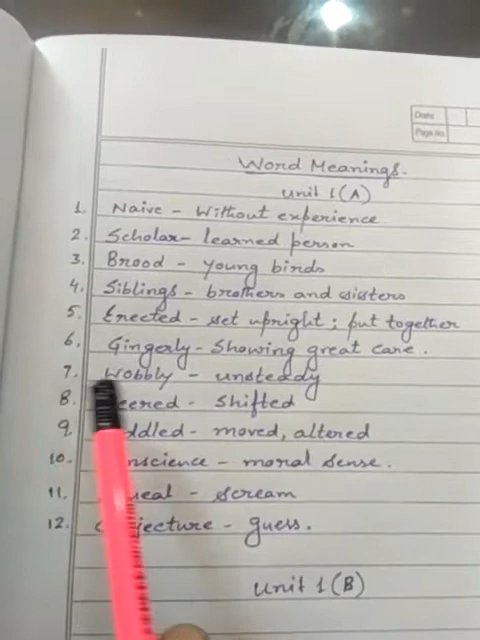 Date
Page No.
Word Meanings.
Unit 1(A)
1. Naive - Without experience
2. Scholar - learned person
3. Brood - young birds
4. Siblings - brothers and sisters
5. Erected - set upright; put together
6. Gingerly - Showing great care.
7. Wobbly - unsteady
8. eered - Shifted
9. ddled - moved, altered
10. nscience - moral sense.
11. ueal - scream
12. jecture - guess.
Unit 1(B)